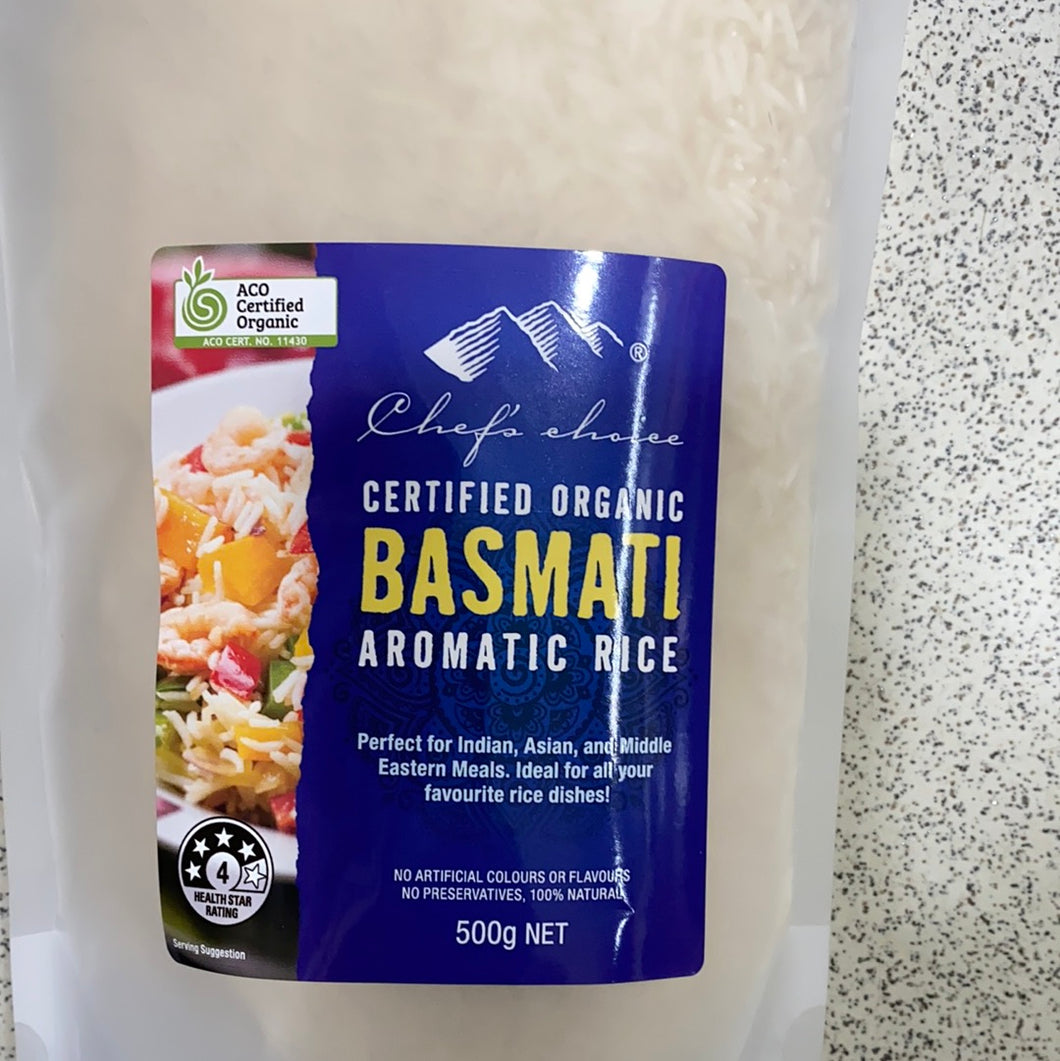 ACO
Certified
Organic
ACO CERT. NO. 11430
®
Chef's choice
CERTIFIED ORGANIC
BASMATI
AROMATIC RICE
Perfect for Indian, Asian, and Middle
Eastern Meals. Ideal for all your
favourite rice dishes!
NO ARTIFICIAL COLOURS OR FLAVOURS
NO PRESERVATIVES, 100% NATURAL
500g NET
4
HEALTH STAR
RATING
Serving Suggestion